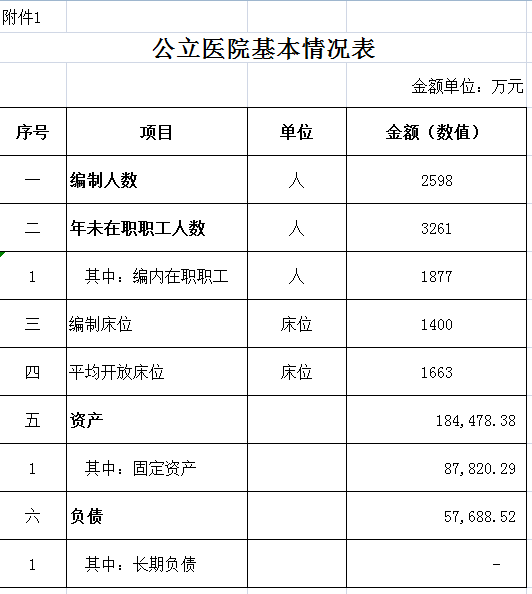 附件1
公立医院基本情况表
金额单位：万元
序号 项目 单位 金额（数值）
一 编制人数 人 2598
二 年未在职职工人数 人 3261
1 其中：编内在职职工 人 1877
三 编制床位 床位 1400
四 平均开放床位 床位 1663
五 资产 184,478.38
1 其中：固定资产 87,820.29
六 负债 57,688.52
1 其中：长期负债 -